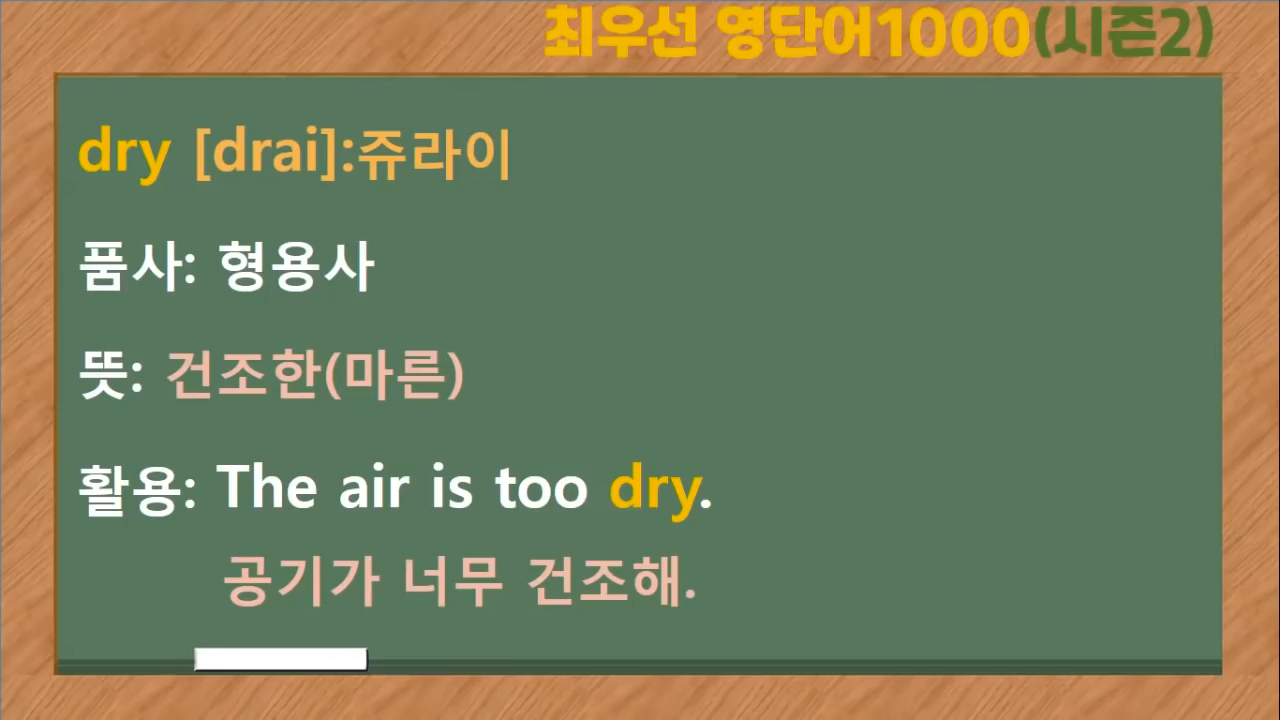 최우선 영단어1000(시즌2)
dry [drai]:쥬라이
품사: 형용사
뜻: 건조한(마른)
활용: The air is too dry.
공기가 너무 건조해.